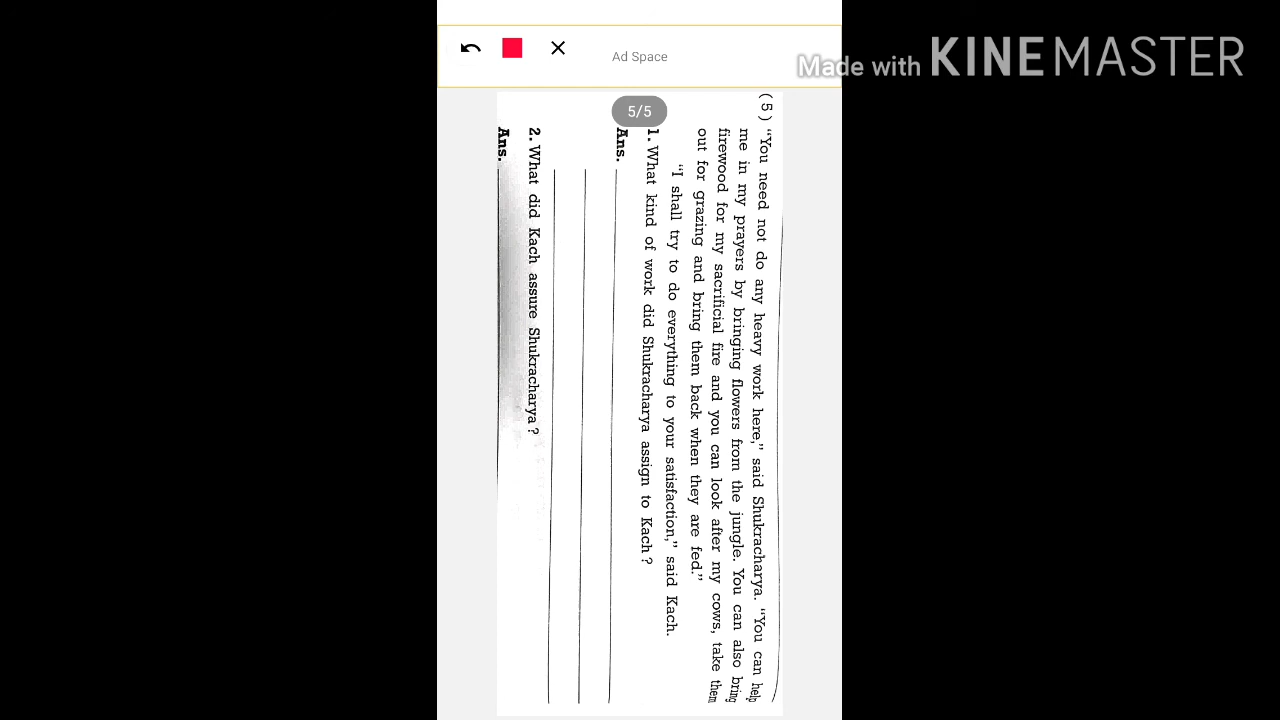 Ad Space
Made with KINEMASTER
5/5
(5) “You need not do any heavy work here,” said Shukracharya. “You can help
me in my prayers by bringing flowers from the jungle. You can also bring
firewood for my sacrificial fire and you can look after my cows, take them
out for grazing and bring them back when they are fed.”
“I shall try to do everything to your satisfaction,” said Kach.
1. What kind of work did Shukracharya assign to Kach ?
Ans.
2. What did Kach assure Shukracharya ?
Ans.